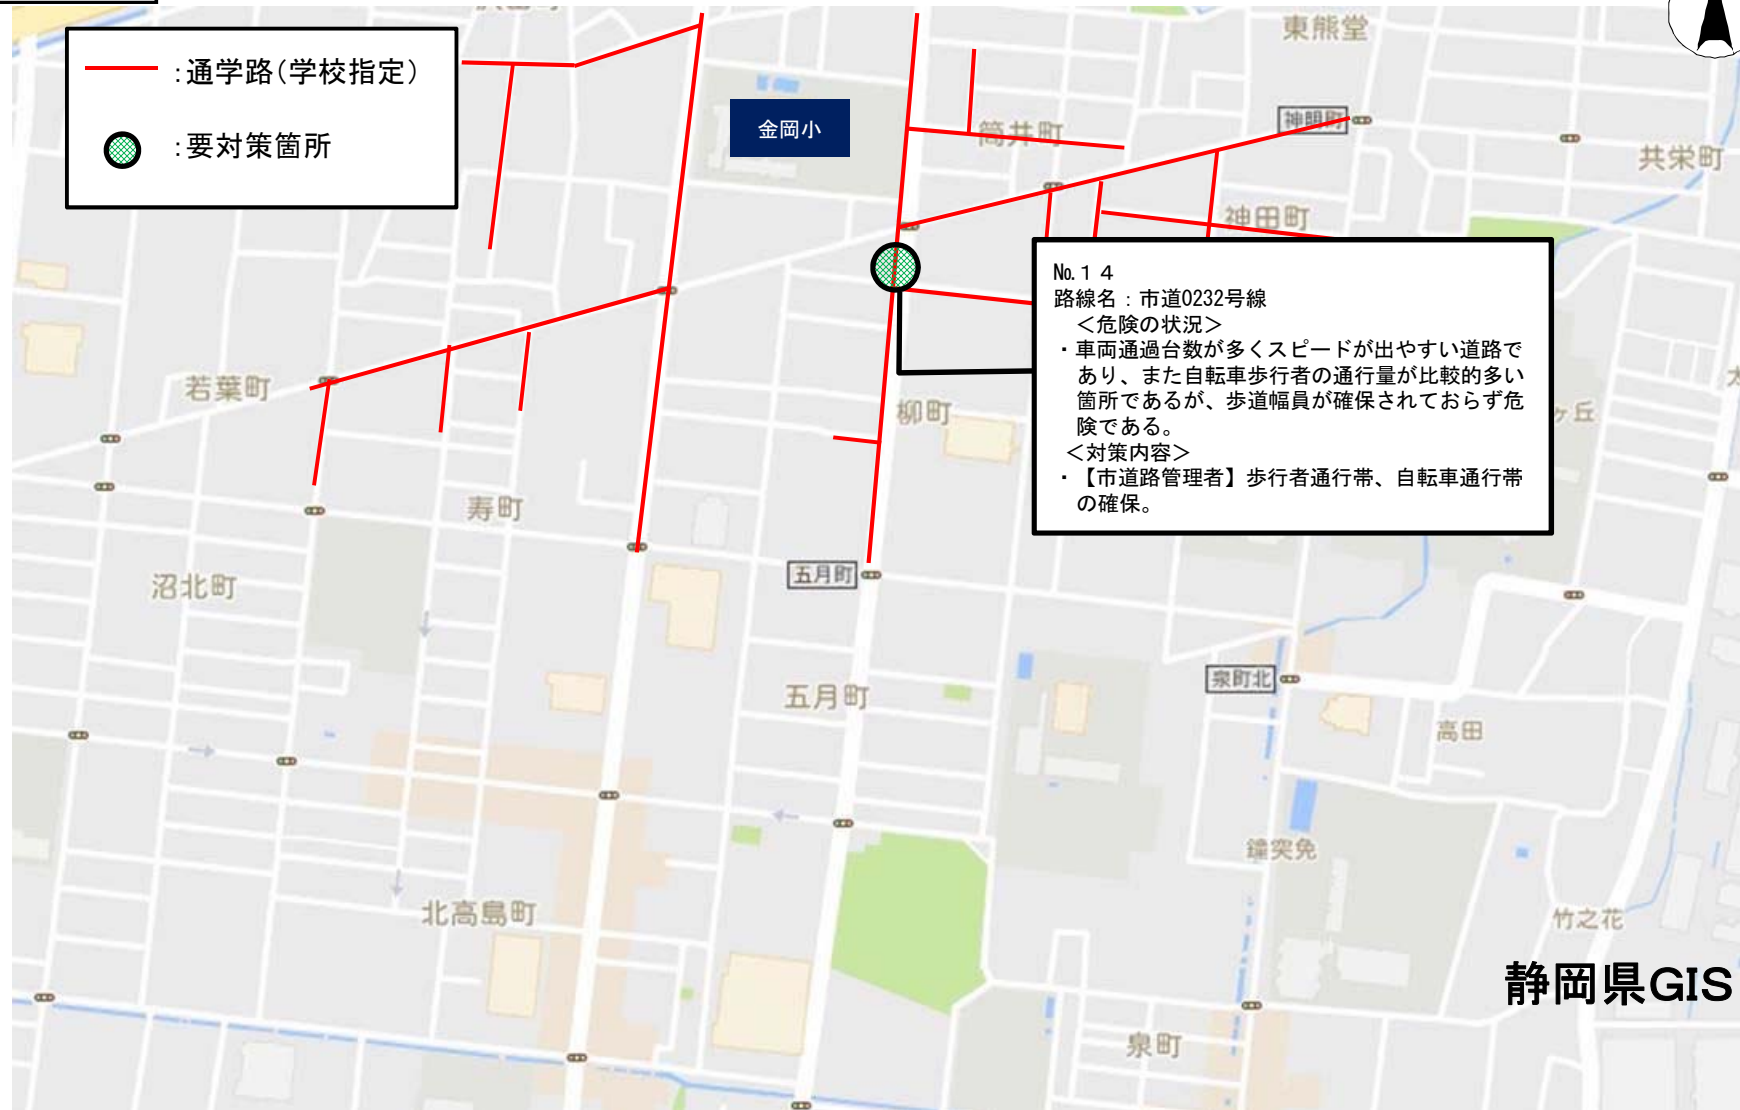 ：通学路（学校指定）
：要対策箇所
金岡小
東熊堂
神明町
筒井町
共栄町
神田町
No.１４
路線名：市道0232号線
＜危険の状況＞
・車両通過台数が多くスピードが出やすい道路で
あり、また自転車歩行者の通行量が比較的多い
箇所であるが、歩道幅員が確保されておらず危
険である。
＜対策内容＞
・【市道路管理者】歩行者通行帯、自転車通行帯
の確保。
若葉町
柳町
ヶ丘
寿町
五月町
沼北町
五月町
泉町北
高田
鐘突免
北高島町
竹之花
静岡県GIS
泉町